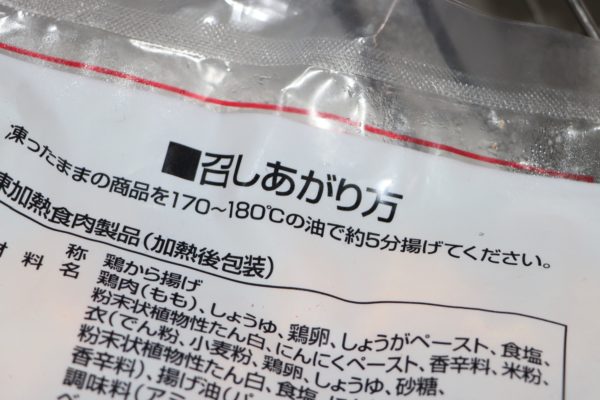 ■召しあがり方
凍ったままの商品を170〜180℃の油で約5分揚げてください。
凍加熱食肉製品(加熱後包装)
称 鶏から揚げ
材料名 鶏肉(もも)、しょうゆ、鶏卵、しょうがペースト、食塩、
粉末状植物性たん白、にんにくペースト、香辛料、米粉、
衣(でん粉、小麦粉、鶏卵、しょうゆ、砂糖、
粉末状植物性たん白、食塩、に
香辛料)、揚げ油(パ
調味料(アミ